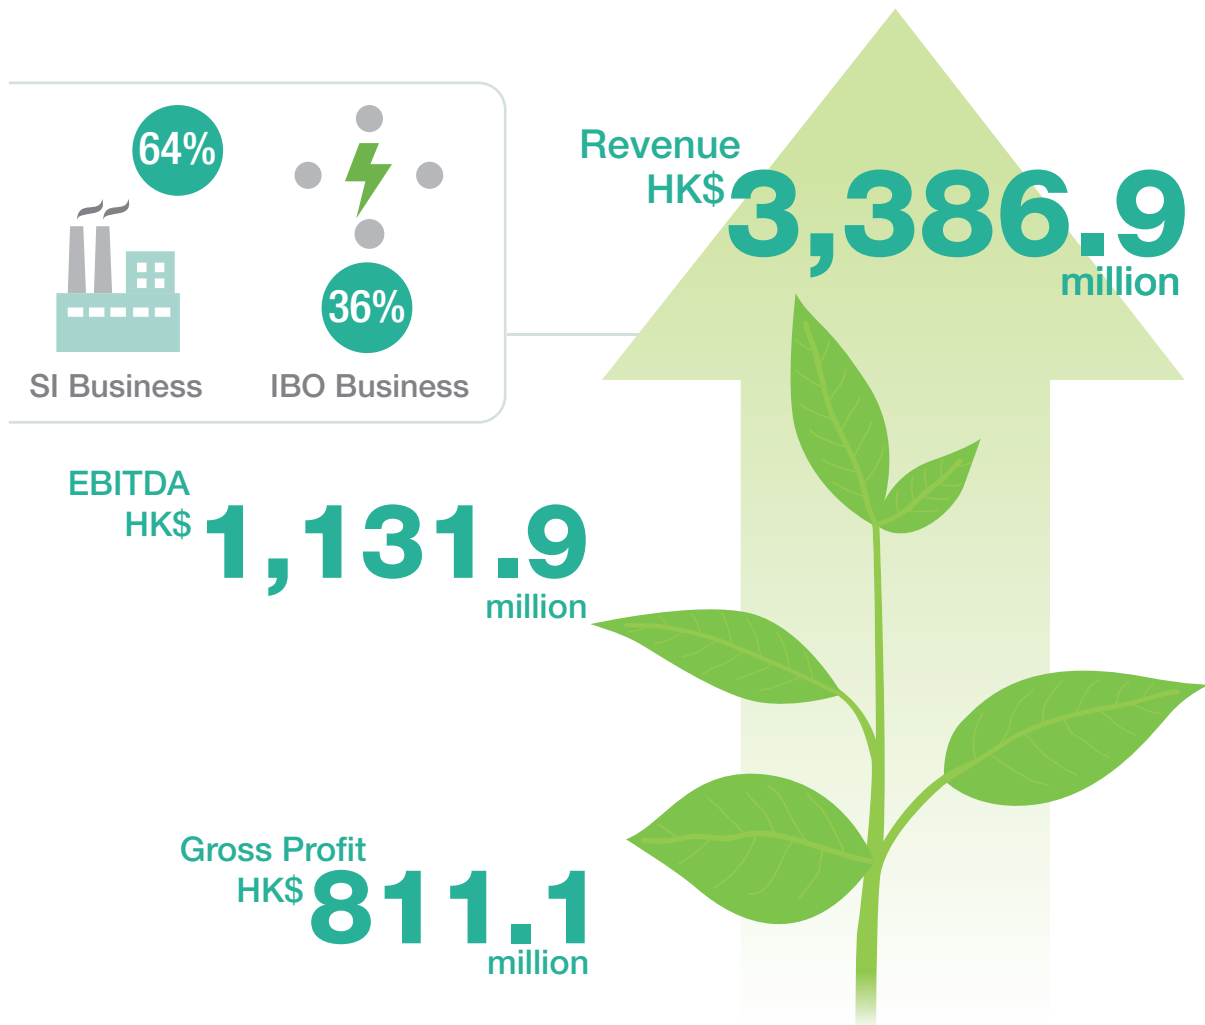 64%
36%
SI Business
IBO Business
Revenue
HK$ 3,386.9
million
EBITDA
HK$ 1,131.9
million
Gross Profit
HK$ 811.1
million